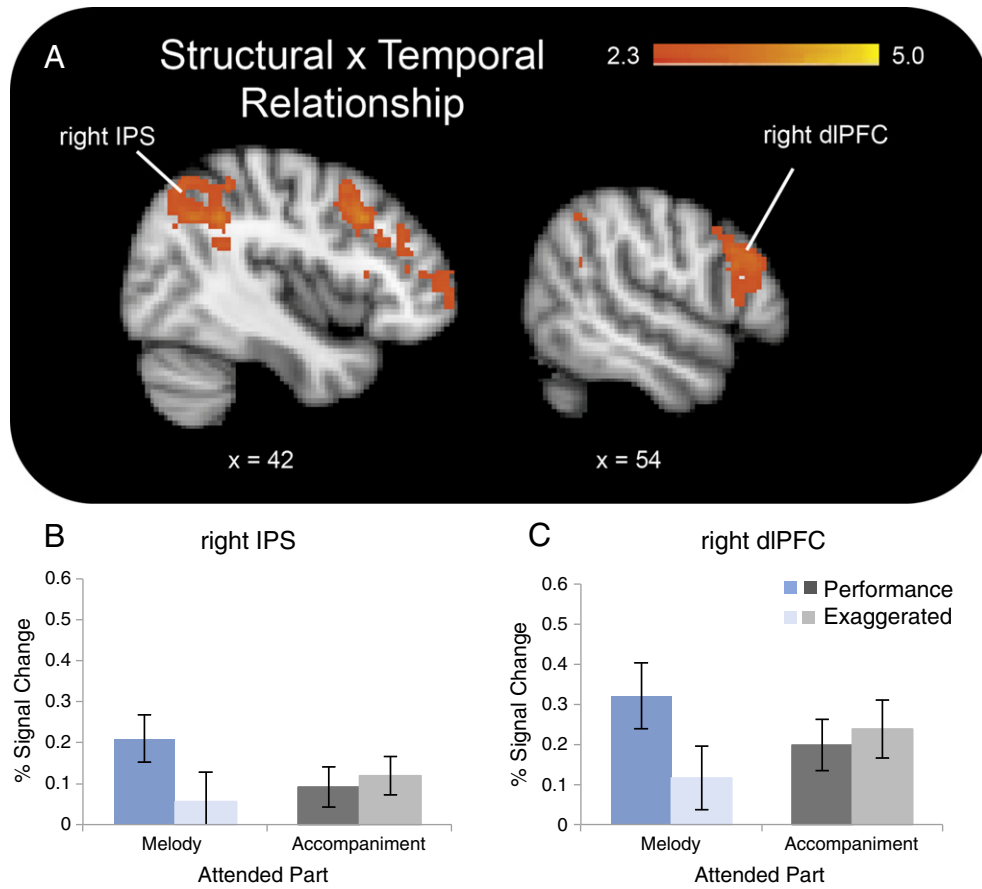 A
Structural x Temporal
Relationship
2.3
5.0
right IPS
right dlPFC
x = 42
x = 54
B
right IPS
% Signal Change
0.6
0.5
0.4
0.3
0.2
0.1
0
Melody
Accompaniment
Attended Part
C
right dlPFC
Performance
Exaggerated
% Signal Change
0.6
0.5
0.4
0.3
0.2
0.1
0
Melody
Accompaniment
Attended Part